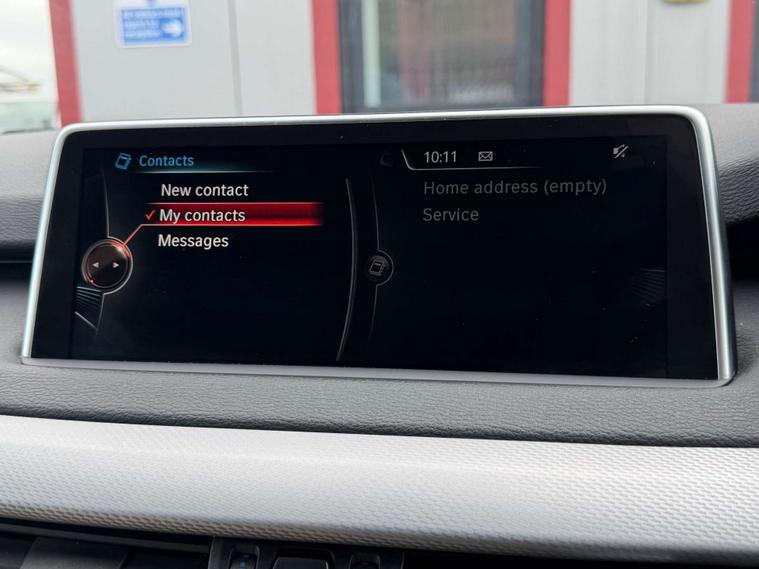 Contacts
10:11
New contact
My contacts
Messages
Home address (empty)
Service